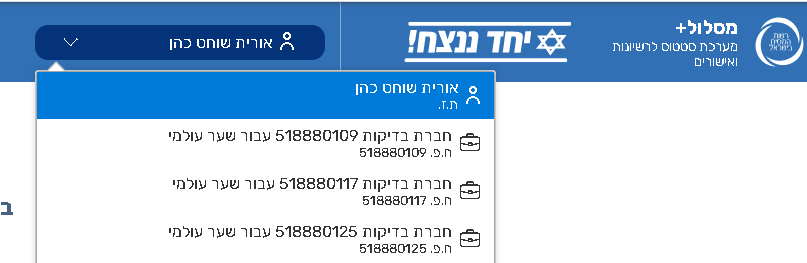 רשות
המסים
בישראל
מסלול+
מערכת סטטוס לרשיונות
ואישורים
יחד ננצח!
אורית שוחט כהן
אורית שוחט כהן
ת.ז.
חברת בדיקות 518880109 עבור שער עולמי
ח.פ. 518880109
חברת בדיקות 518880117 עבור שער עולמי
ח.פ. 518880117
חברת בדיקות 518880125 עבור שער עולמי
ח.פ. 518880125
ב